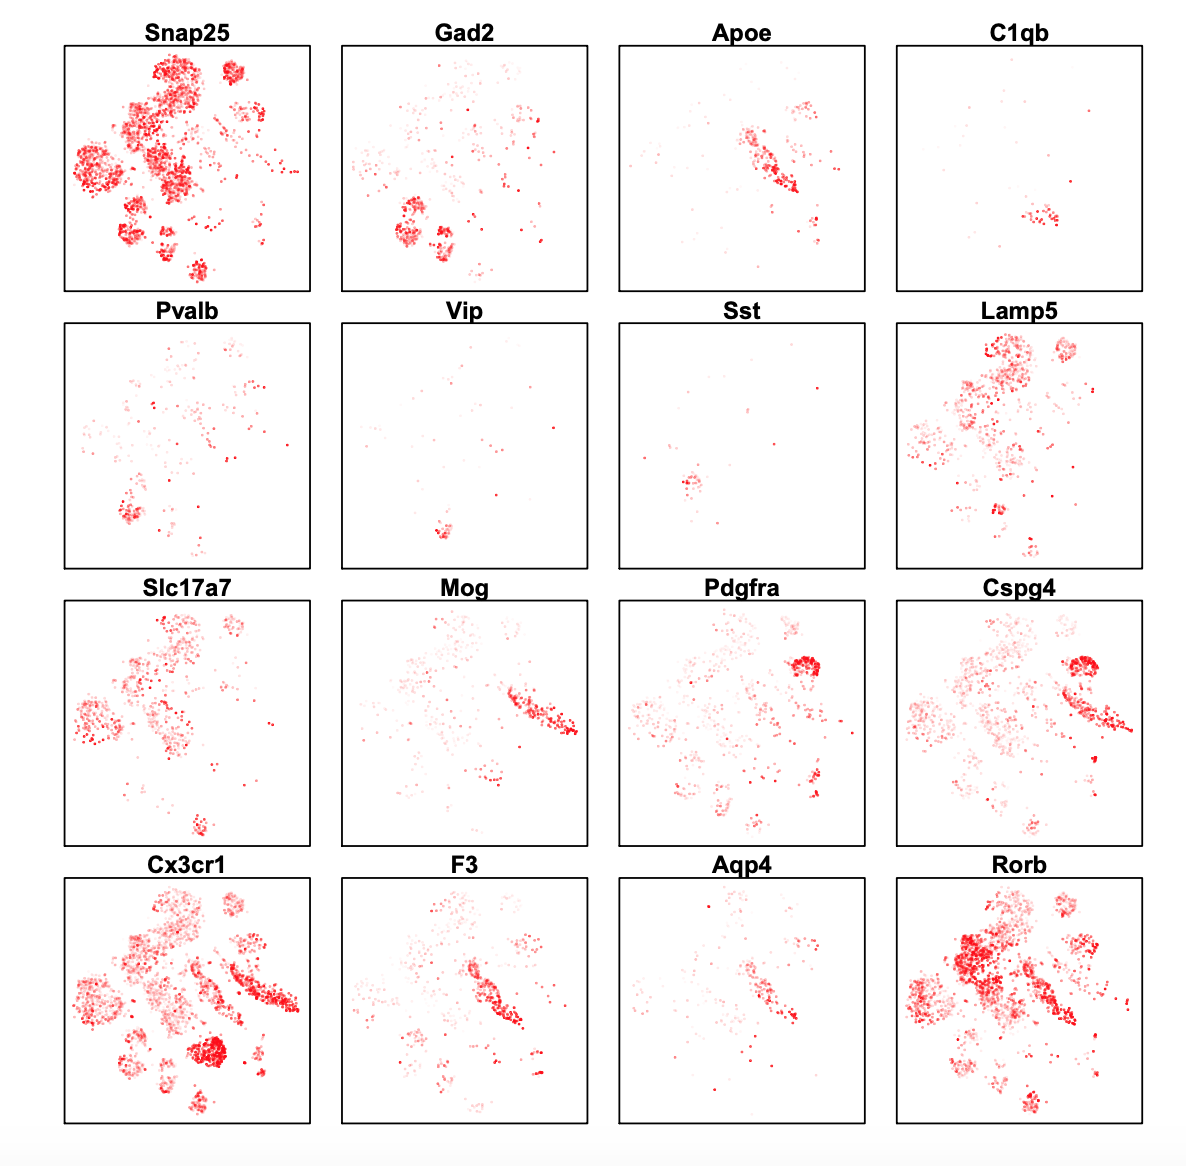 Snap25 Gad2 Apoe C1qb
Pvalb Vip Sst Lamp5
Slc17a7 Mog Pdgfra Cspg4
Cx3cr1 F3 Aqp4 Rorb